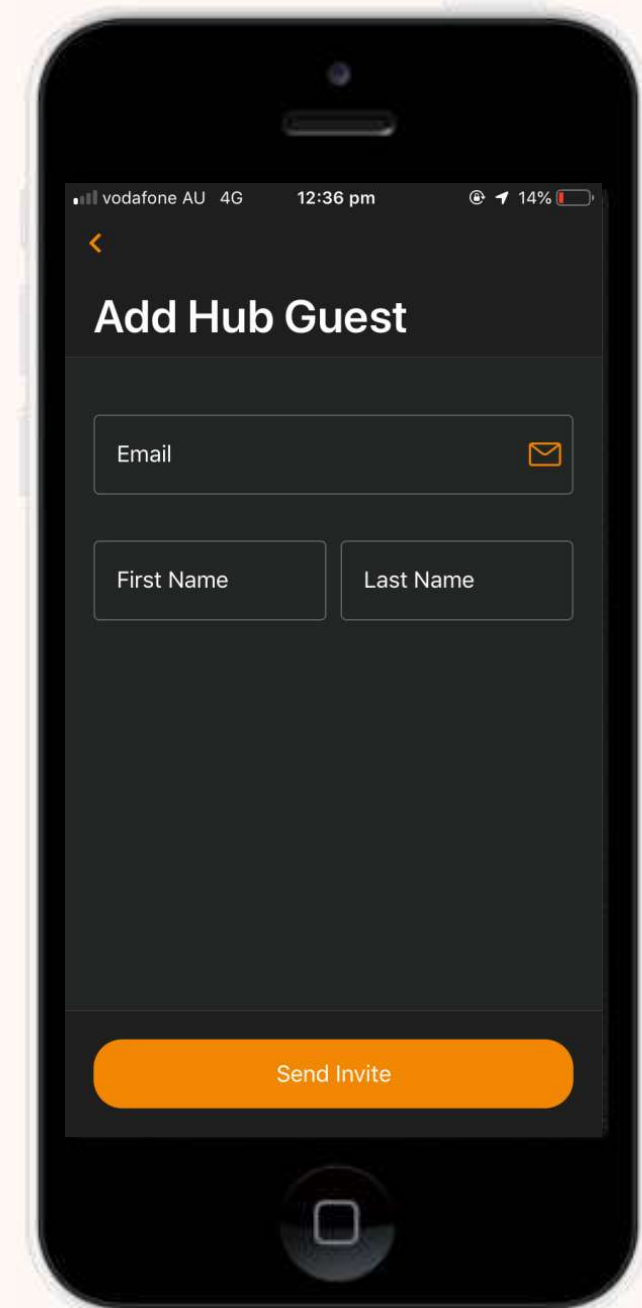 vodafone AU 4G 12:36 pm 14%
Add Hub Guest
Email
First Name Last Name
Send Invite